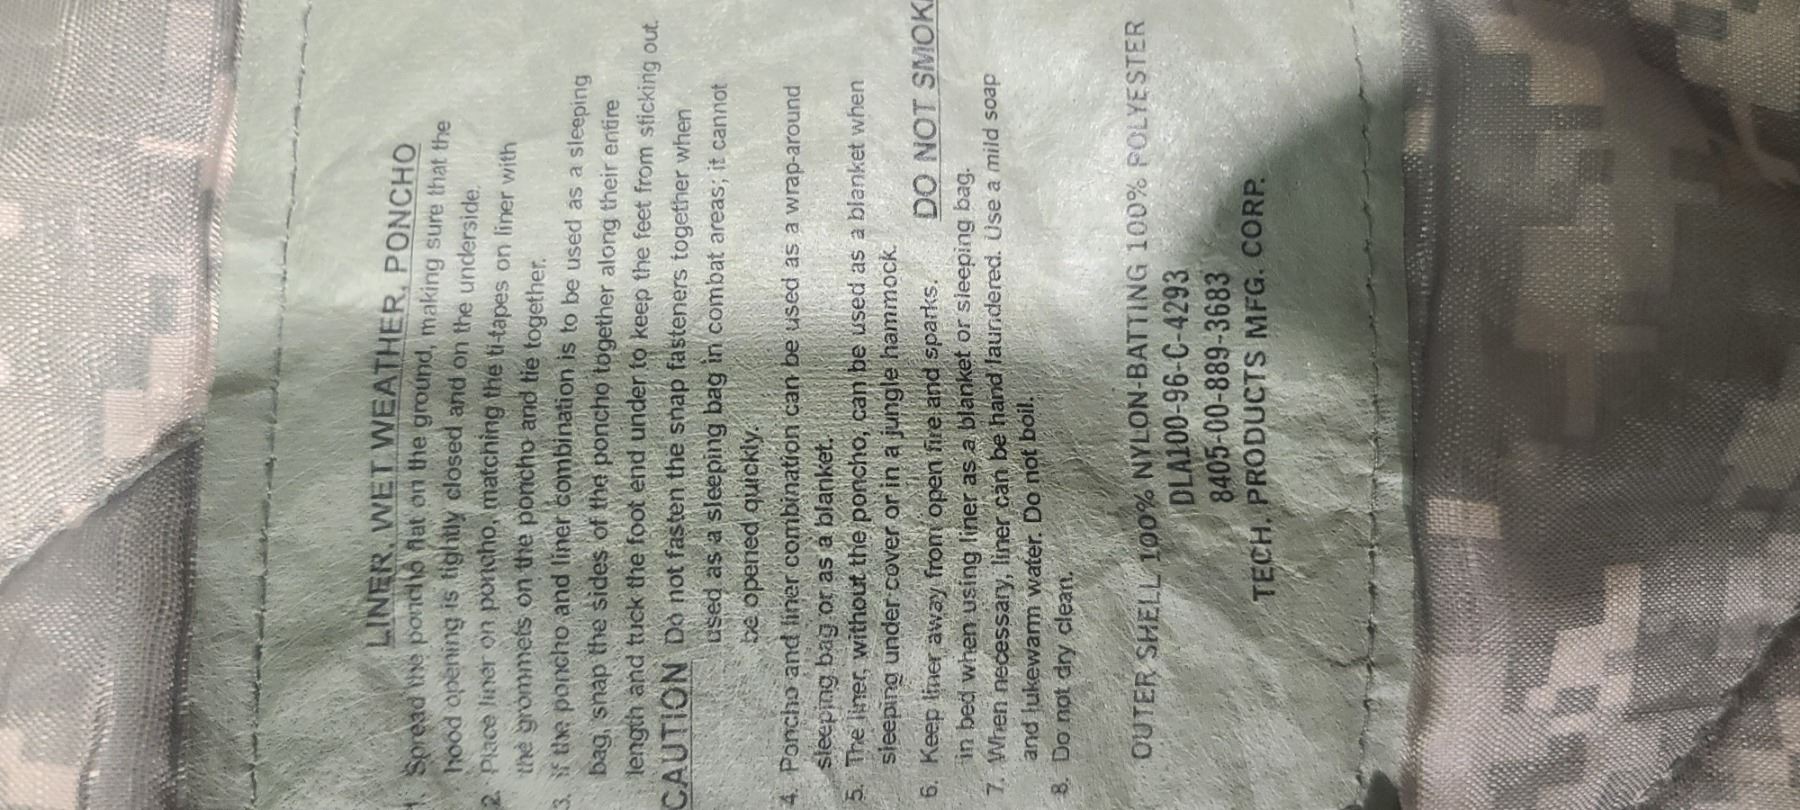 LINER, WET WEATHER, PONCHO
1. Spread the poncho flat on the ground, making sure that the
hood opening is tightly closed and on the underside.
2. Place liner on poncho, matching the ti-tapes on liner with
the grommets on the poncho and tie together.
3. If the poncho and liner combination is to be used as a sleeping
bag, snap the sides of the poncho together along their entire
length and tuck the foot end under to keep the feet from sticking out.
CAUTION Do not fasten the snap fasteners together when
used as a sleeping bag in combat areas; it cannot
be opened quickly.
4. Poncho and liner combination can be used as a wrap-around
sleeping bag or as a blanket.
5. The liner, without the poncho, can be used as a blanket when
sleeping under cover or in a jungle hammock.
6. Keep liner away from open fire and sparks. DO NOT SMOK
in bed when using liner as a blanket or sleeping bag.
7. When necessary, liner can be hand laundered. Use a mild soap
and lukewarm water. Do not boil.
8. Do not dry clean.
OUTER SHELL 100% NYLON-BATTING 100% POLYESTER
DLA100-96-C-4293
8405-00-889-3683
TECH. PRODUCTS MFG. CORP.